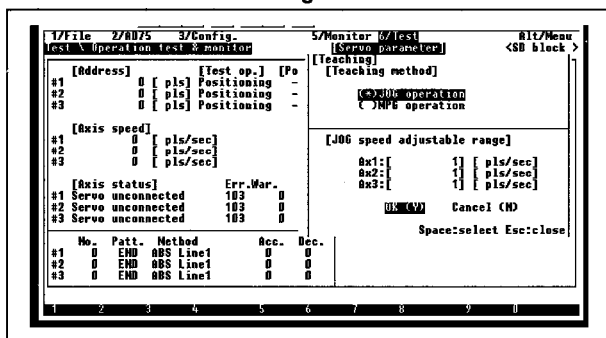 1/File 2/AD75 3/Config. 5/Monitor 6/Test Alt/Menu
Test \ Operation test & monitor [Servo parameter] <SB block >
[Teaching]
[Address] [Test op.] [Po [Teaching method]
#1 0 [ pls] Positioning -
#2 0 [ pls] Positioning - (*)JOG operation
#3 0 [ pls] Positioning - ( )MPG operation
[Axis speed] [JOG speed adjustable range]
#1 0 [ pls/sec]
#2 0 [ pls/sec] Ax1:[ 1] [ pls/sec]
#3 0 [ pls/sec] Ax2:[ 1] [ pls/sec]
Ax3:[ 1] [ pls/sec]
[Axis status] Err.War.
#1 Servo unconnected 103 0 OK (Y) Cancel (N)
#2 Servo unconnected 103 0
#3 Servo unconnected 103 0 Space:select Esc:close
No. Patt. Method Acc. Dec.
#1 0 END ABS Line1 0 0
#2 0 END ABS Line1 0 0
#3 0 END ABS Line1 0 0
1 2 3 4 5 6 7 8 9 0